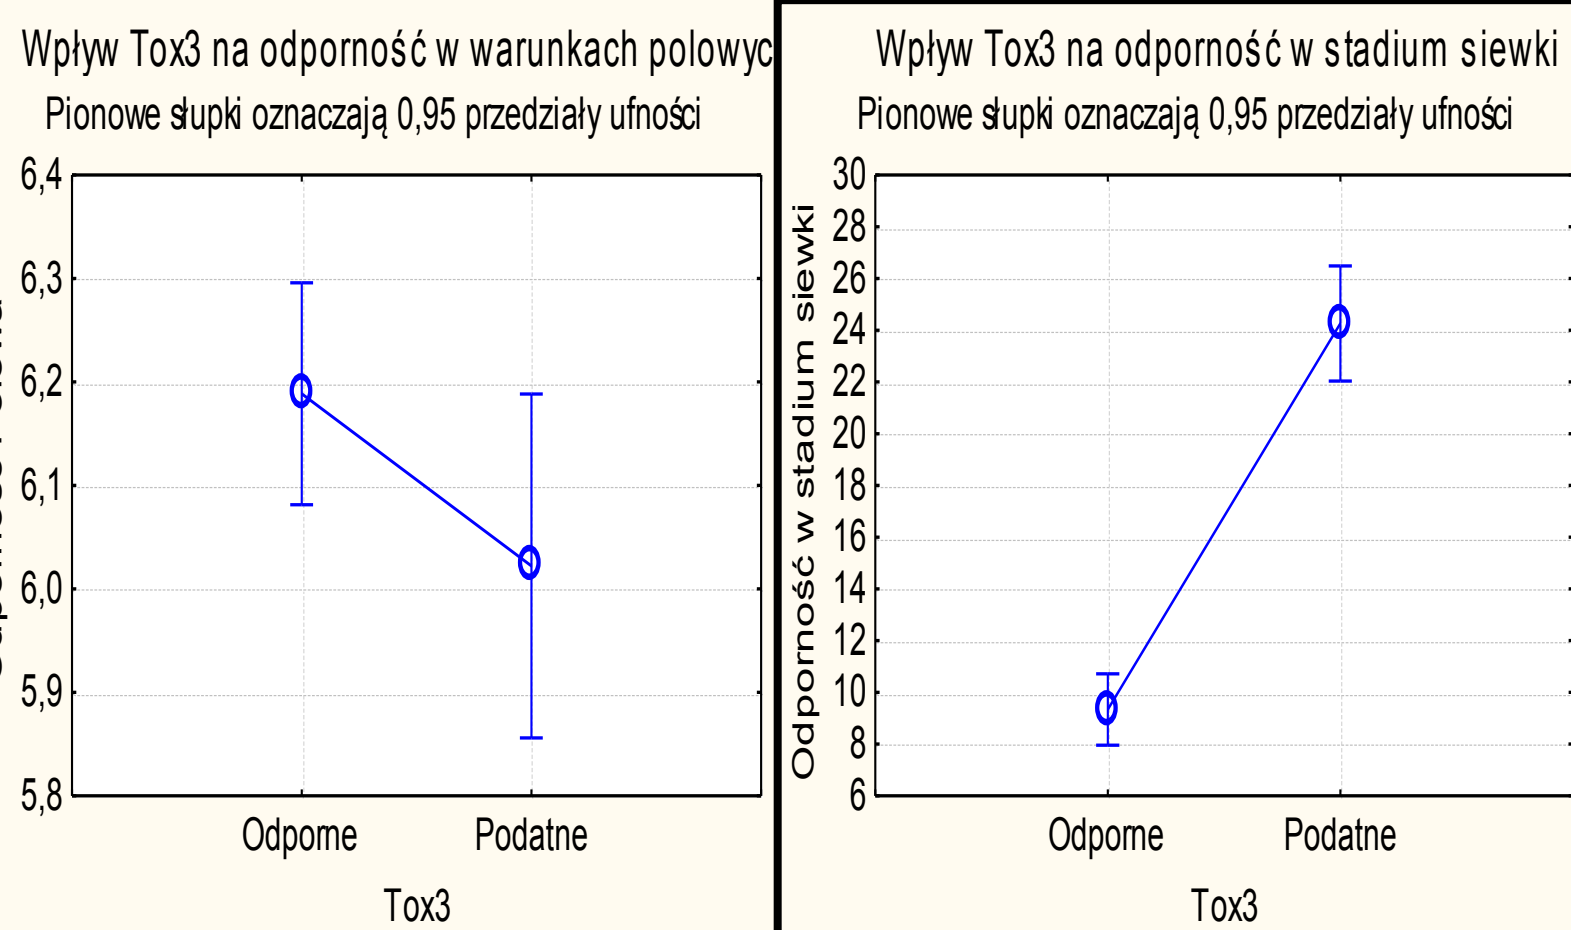 Wpływ Tox3 na odporność w warunkach polowyc
Pionowe słupki oznaczają 0,95 przedziały ufności
6,4
6,3
6,2
6,1
6,0
5,9
5,8
Odporne
Podatne
Tox3
Wpływ Tox3 na odporność w stadium siewki
Pionowe słupki oznaczają 0,95 przedziały ufności
Odporność w stadium siewki
30
28
26
24
22
20
18
16
14
12
10
8
6
Odporne
Podatne
Tox3